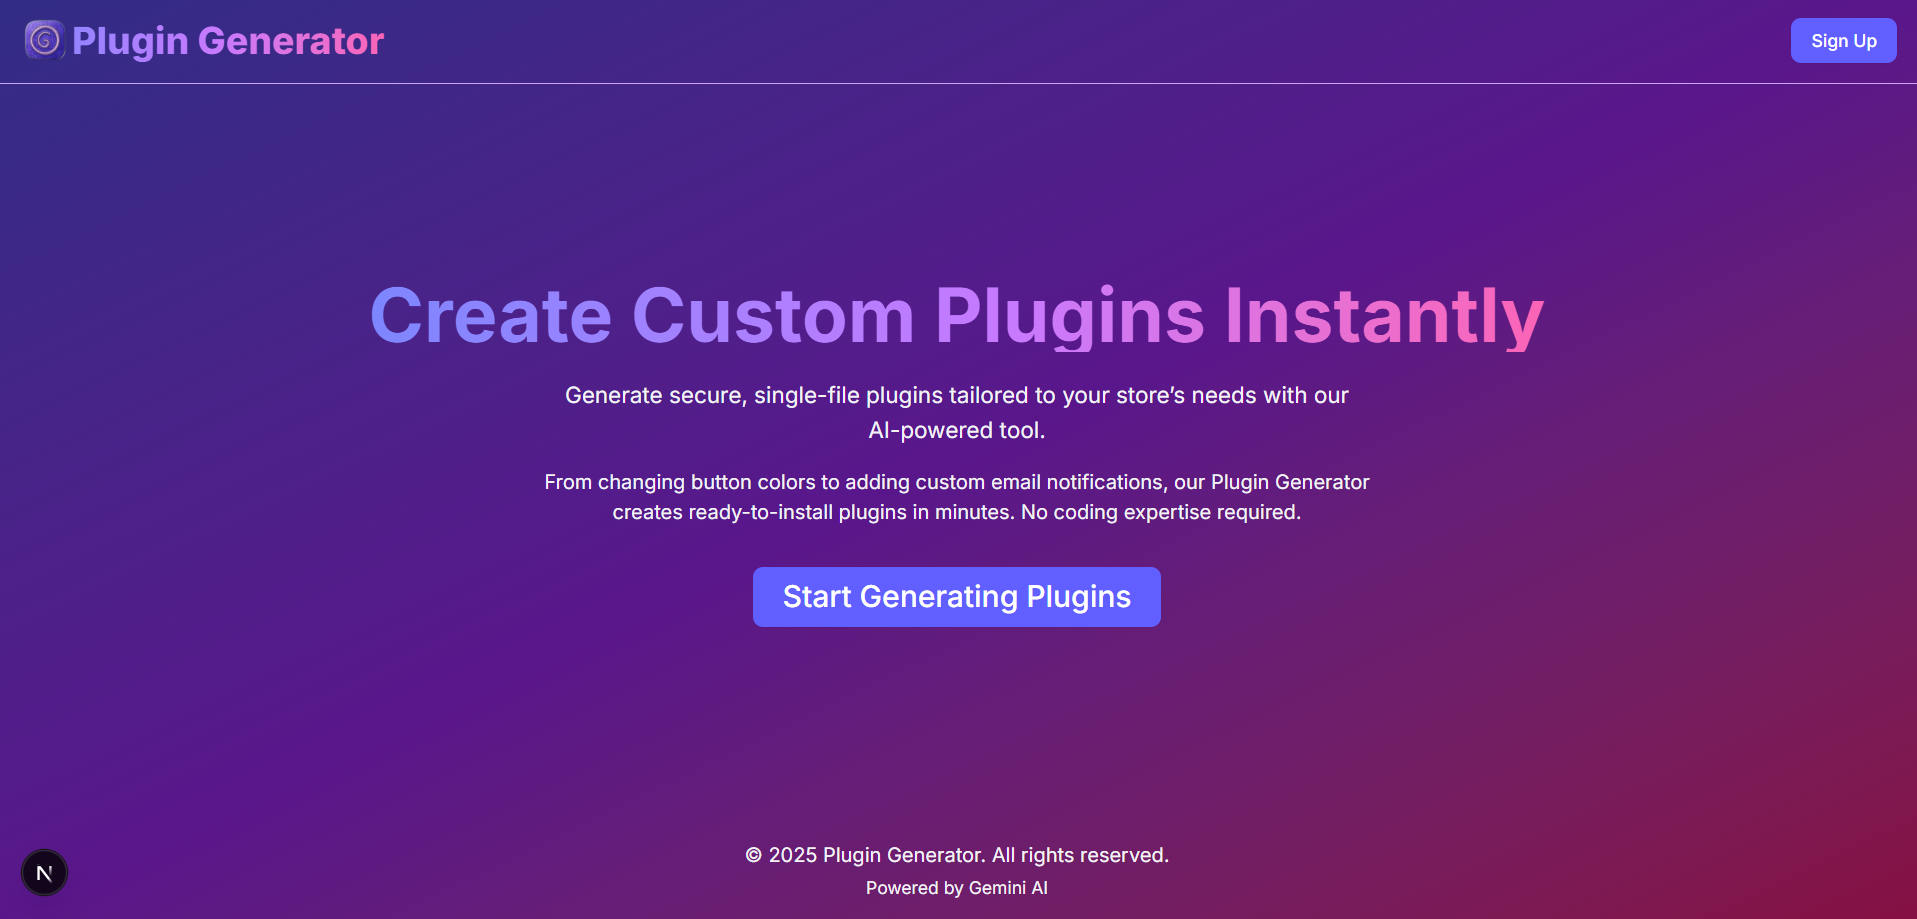 G
Plugin Generator
Sign Up
Create Custom Plugins Instantly
Generate secure, single-file plugins tailored to your store’s needs with our
AI-powered tool.
From changing button colors to adding custom email notifications, our Plugin Generator
creates ready-to-install plugins in minutes. No coding expertise required.
Start Generating Plugins
© 2025 Plugin Generator. All rights reserved.
Powered by Gemini AI
N